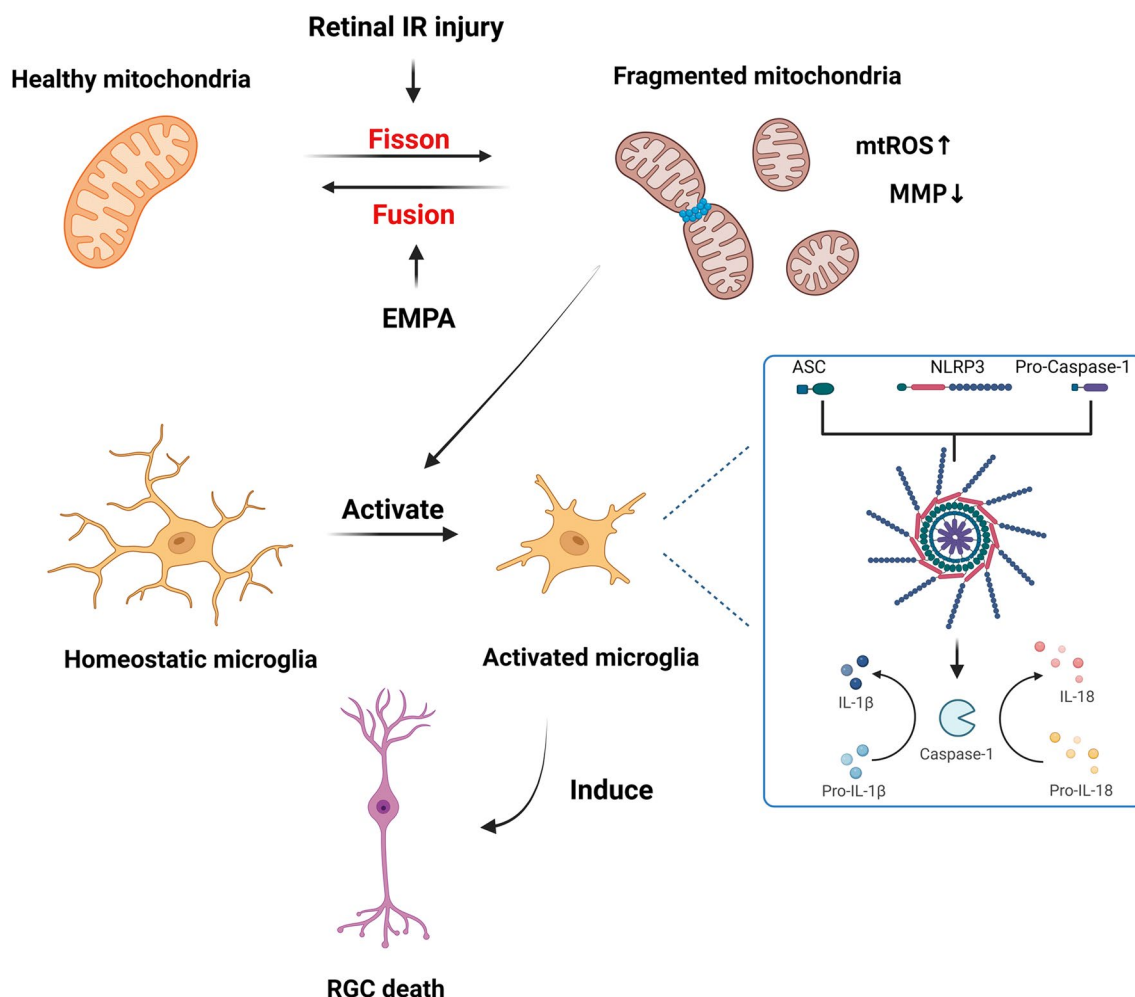 Retinal IR injury
Healthy mitochondria
Fragmented mitochondria
Fisson
mtROS↑
MMP↓
Fusion
EMPA
ASC
NLRP3
Pro-Caspase-1
Activate
Homeostatic microglia
Activated microglia
IL-1β
IL-18
Caspase-1
Pro-IL-1β
Pro-IL-18
Induce
RGC death